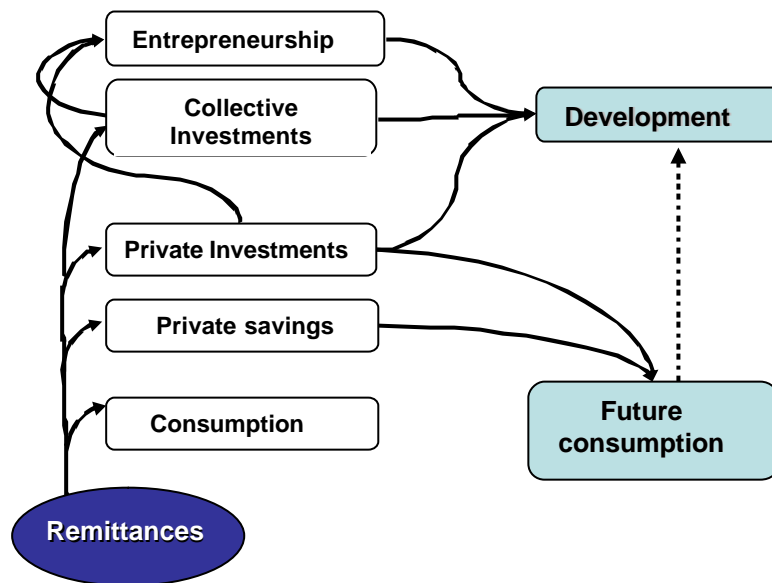 Entrepreneurship
Collective
Investments
Development
Private Investments
Private savings
Consumption
Future
consumption
Remittances